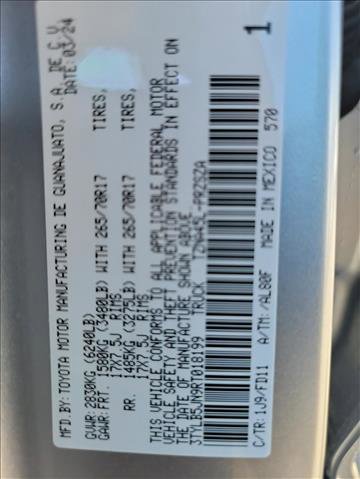 MFD.BY: TOYOTA MOTOR MANUFACTURING DE GUANAJUATO, S.A. DE C.V.
DATE: 03/24
GVWR: 2830KG (6240LB)
GAWR: FRT. 1580KG (3480LB) WITH 265/70R17 TIRES,
17X7.5J RIMS
RR. 1485KG (3275LB) WITH 265/70R17 TIRES,
17X7.5J RIMS
THIS VEHICLE CONFORMS TO ALL APPLICABLE FEDERAL MOTOR
VEHICLE SAFETY AND THEFT PREVENTION STANDARDS IN EFFECT ON
THE DATE OF MANUFACTURE SHOWN ABOVE.
3TYLB5JN9RT018199 TRUCK
C/TR: 1J9/FD11 A/TM: /AL80F MADE IN MEXICO 570
1